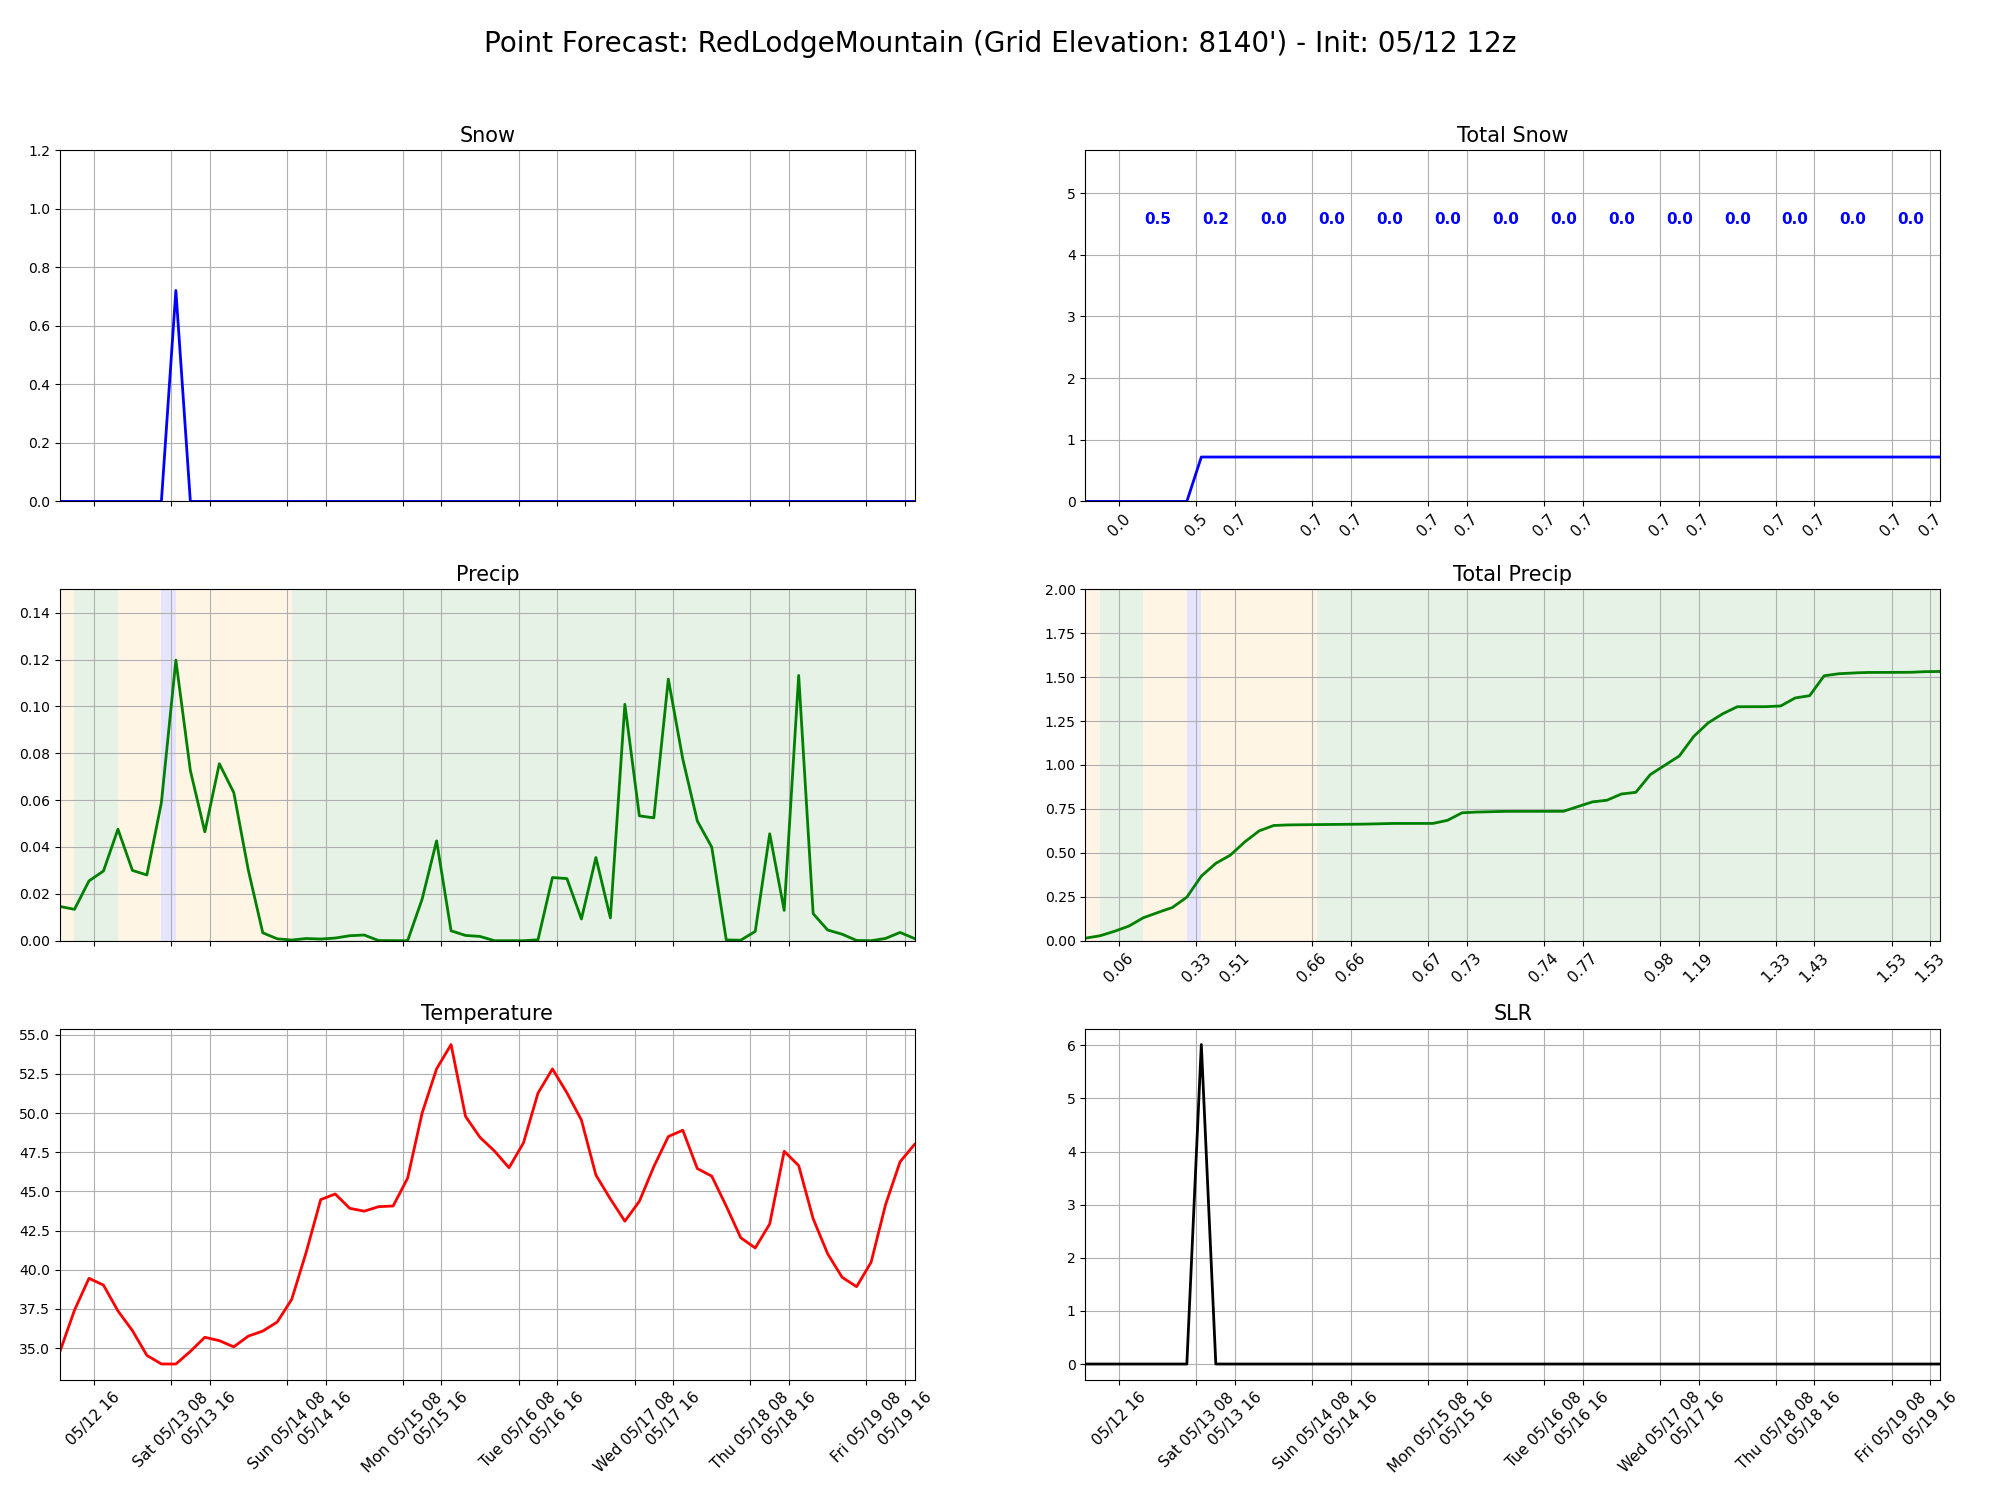 Point Forecast: RedLodgeMountain (Grid Elevation: 8140') - Init: 05/12 12z
Snow
1.2
1.0
0.8
0.6
0.4
0.2
0.0
Total Snow
5
4
3
2
1
0
0.5 0.2 0.0 0.0 0.0 0.0 0.0 0.0 0.0 0.0 0.0 0.0 0.0 0.0
0.0 0.5 0.7 0.7 0.7 0.7 0.7 0.7 0.7 0.7 0.7 0.7 0.7 0.7 0.7
Precip
0.14
0.12
0.10
0.08
0.06
0.04
0.02
0.00
Total Precip
2.00
1.75
1.50
1.25
1.00
0.75
0.50
0.25
0.00
0.06 0.33 0.51 0.66 0.66 0.67 0.73 0.74 0.77 0.98 1.19 1.33 1.43 1.53 1.53
Temperature
55.0
52.5
50.0
47.5
45.0
42.5
40.0
37.5
35.0
05/12 16
Sat 05/13 08
05/13 16
Sun 05/14 08
05/14 16
Mon 05/15 08
05/15 16
Tue 05/16 08
05/16 16
Wed 05/17 08
05/17 16
Thu 05/18 08
05/18 16
Fri 05/19 08
05/19 16
SLR
6
5
4
3
2
1
0
05/12 16
Sat 05/13 08
05/13 16
Sun 05/14 08
05/14 16
Mon 05/15 08
05/15 16
Tue 05/16 08
05/16 16
Wed 05/17 08
05/17 16
Thu 05/18 08
05/18 16
Fri 05/19 08
05/19 16